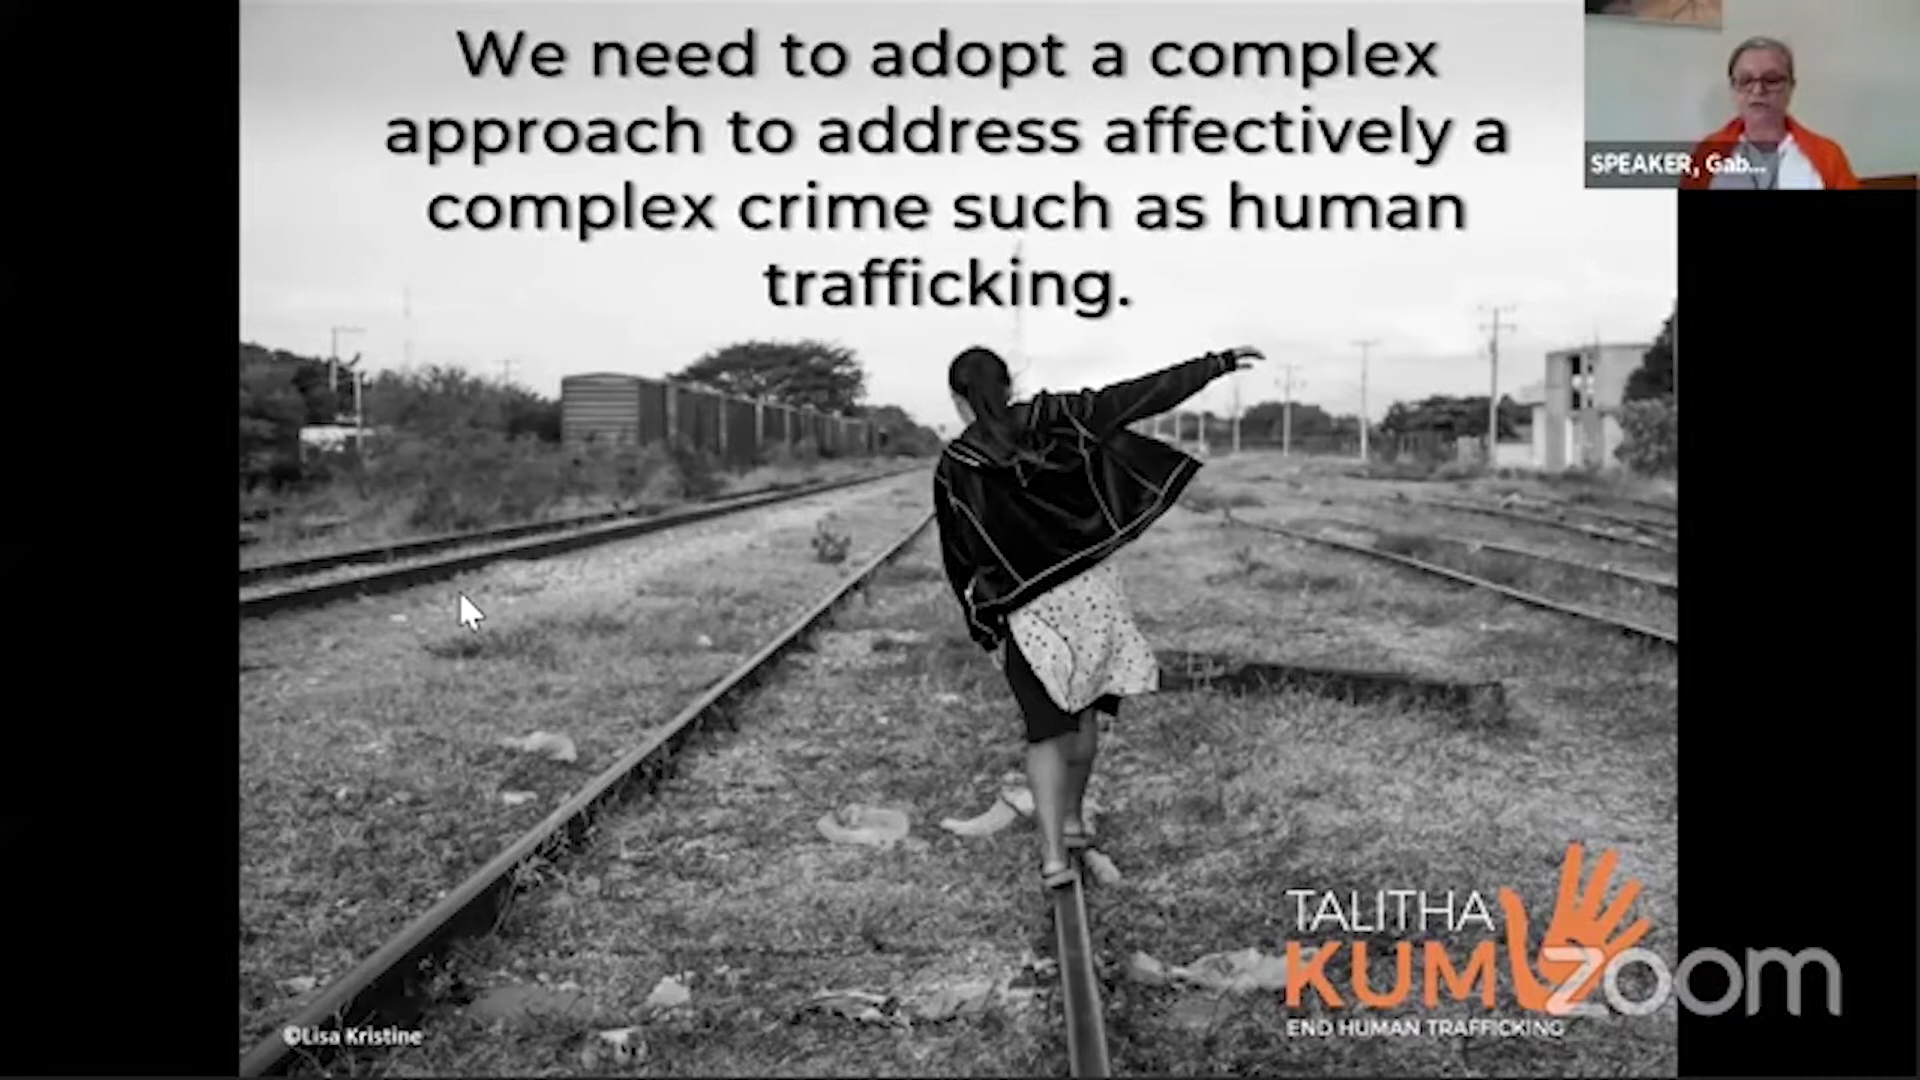 We need to adopt a complex
approach to address affectively a
complex crime such as human
trafficking.
SPEAKER, Gab...
TALITHA
KUM
END HUMAN TRAFFICKING
zoom
©Lisa Kristine